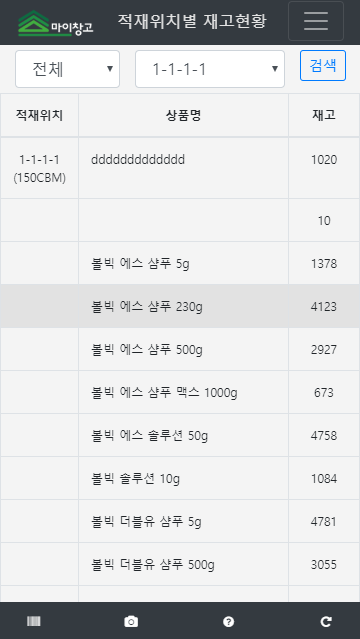 마이창고 적재위치별 재고현황
전체 1-1-1-1 검색
적재위치 상품명 재고
1-1-1-1 ddddddddddddd 1020
(150CBM)
10
볼빅 에스 샴푸 5g 1378
볼빅 에스 샴푸 230g 4123
볼빅 에스 샴푸 500g 2927
볼빅 에스 샴푸 맥스 1000g 673
볼빅 에스 솔루션 50g 4758
볼빅 솔루션 10g 1084
볼빅 더블유 샴푸 5g 4781
볼빅 더블유 샴푸 500g 3055